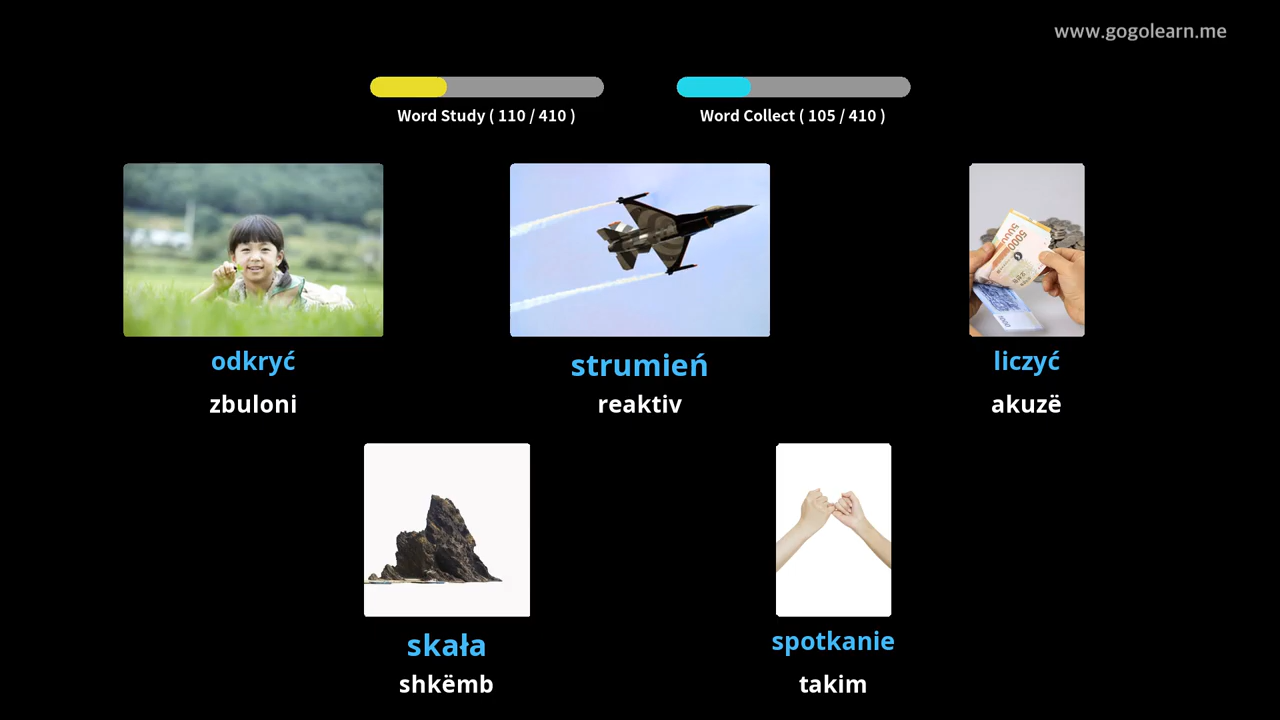 www.gogolearn.me
Word Study ( 110 / 410 )
Word Collect ( 105 / 410 )
odkryć
zbuloni
strumień
reaktiv
liczyć
akuzë
skała
shkëmb
spotkanie
takim